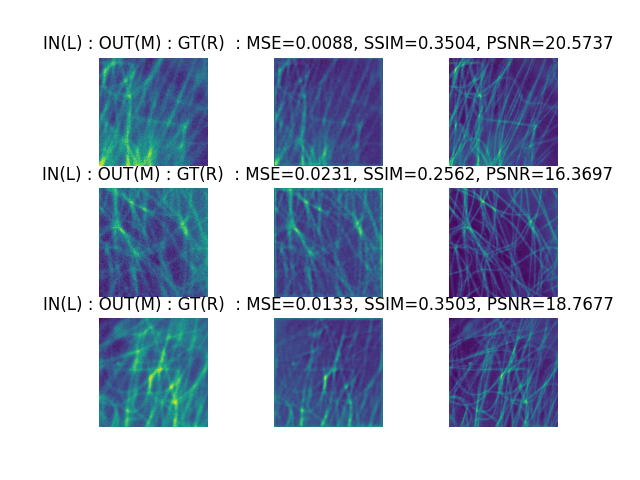 IN(L) : OUT(M) : GT(R)  : MSE=0.0088, SSIM=0.3504, PSNR=20.5737
IN(L) : OUT(M) : GT(R)  : MSE=0.0231, SSIM=0.2562, PSNR=16.3697
IN(L) : OUT(M) : GT(R)  : MSE=0.0133, SSIM=0.3503, PSNR=18.7677